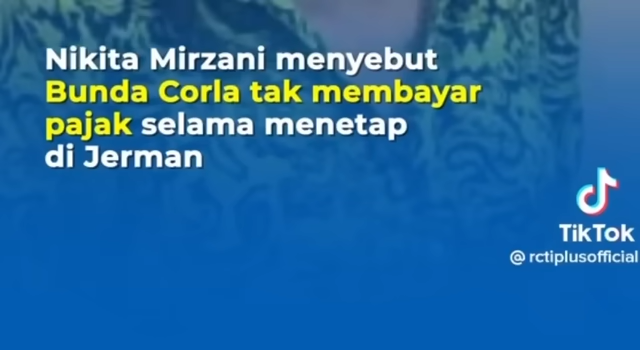 Nikita Mirzani menyebut
Bunda Corla tak membayar
pajak selama menetap
di Jerman
TikTok
@ rctiplusofficial